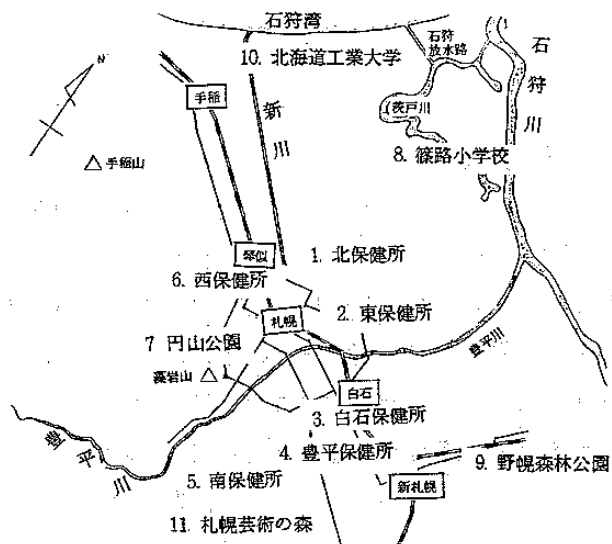 石狩湾
石狩
放水路
石狩川
10. 北海道工業大学
N
手稲
新川
茨戸川
8. 篠路小学校
手稲山
琴似
1. 北保健所
6. 西保健所
札幌
2. 東保健所
7 円山公園
豊平川
藻岩山
白石
3. 白石保健所
豊平川
4. 豊平保健所
9. 野幌森林公園
5. 南保健所
新札幌
11. 札幌芸術の森